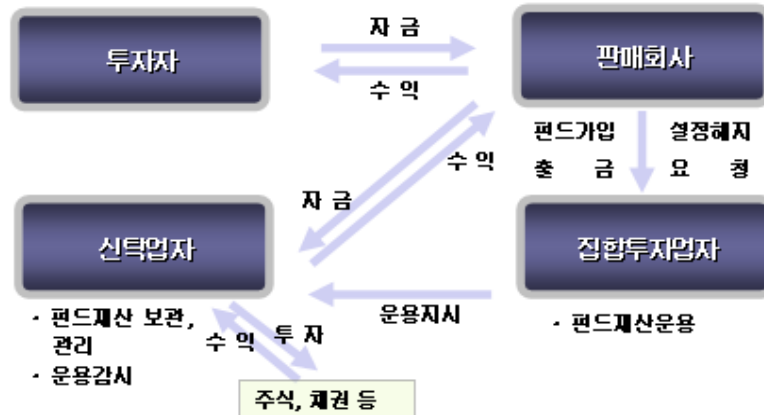 자 금
투자자
판매회사
수 익
펀드가입 설정해지
출 금 요 청
수 익
자 금
신탁업자
집합투자업자
운용지시
· 펀드재산 보관,
관리
· 운용감시
수 익
투 자
· 펀드재산운용
주식, 채권 등